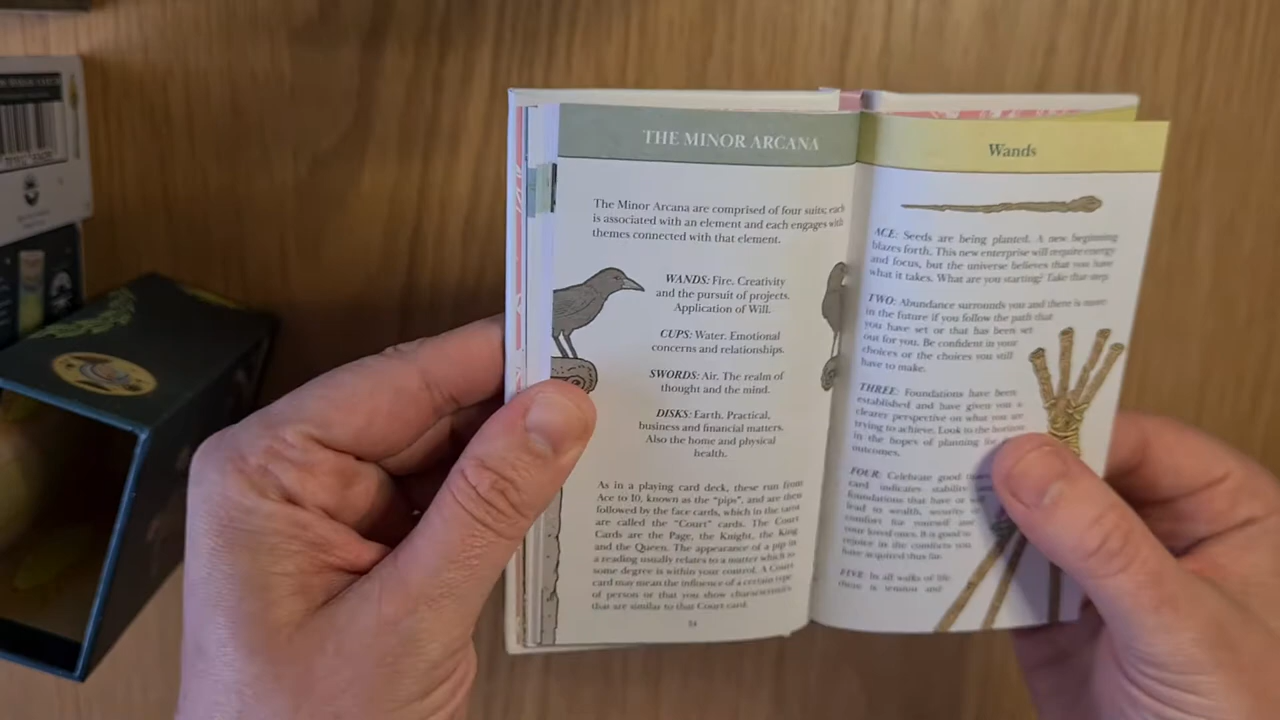 THE MINOR ARCANA
The Minor Arcana are comprised of four suits; each
is associated with an element and each engages with
themes connected with that element.
WANDS: Fire. Creativity
and the pursuit of projects.
Application of Will.
CUPS: Water. Emotional
concerns and relationships.
SWORDS: Air. The realm of
thought and the mind.
DISKS: Earth. Practical,
business and financial matters.
Also the home and physical
health.
As in a playing card deck, these run from
Ace to 10, known as the "pips", and are then
followed by the face cards, which in the tarot
are called the "Court" cards. The Court
Cards are the Page, the Knight, the King
and the Queen. The appearance of a pip in
a reading usually relates to a matter which to
some degree is within your control. A Court
card may mean the influence of a certain type
of person or that you show characteristics
that are similar to that Court card.
54
Wands
ACE: Seeds are being planted. A new beginning
blazes forth. This new enterprise will require energy
and focus, but the universe believes that you have
what it takes. What are you starting? Take that step.
TWO: Abundance surrounds you and there is more
in the future if you follow the path that
you have set or that has been set
out for you. Be confident in your
choices or the choices you still
have to make.
THREE: Foundations have been
established and have given you a
clearer perspective on what you are
trying to achieve. Look to the horizon
in the hopes of planning for
outcomes.
FOUR: Celebrate good
card indicates stability
foundations that have or
lead to wealth, security
comfort for yourself and
your loved ones. It is good to
rejoice in the comforts you
have acquired thus far.
FIVE: In all walks of life
there is tension and